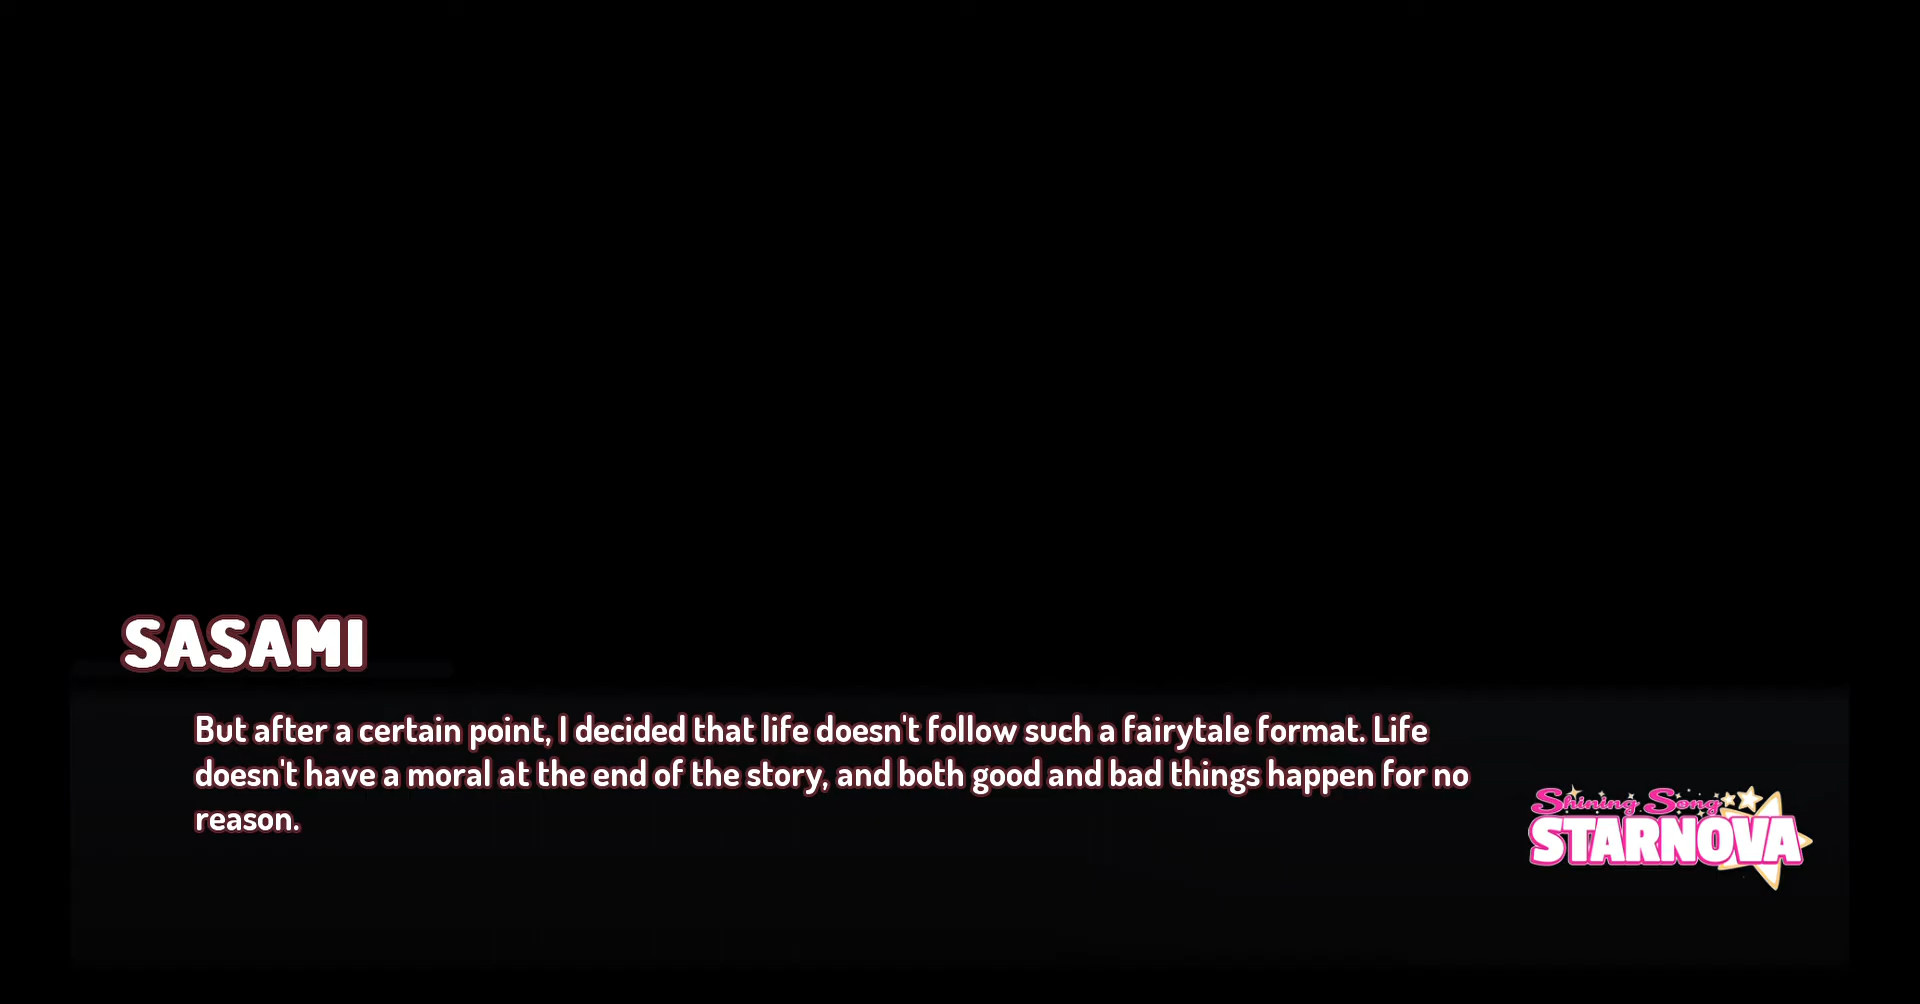 SASAMI
But after a certain point, I decided that life doesn't follow such a fairytale format. Life
doesn't have a moral at the end of the story, and both good and bad things happen for no
reason.
Shining Song
STARNOVA